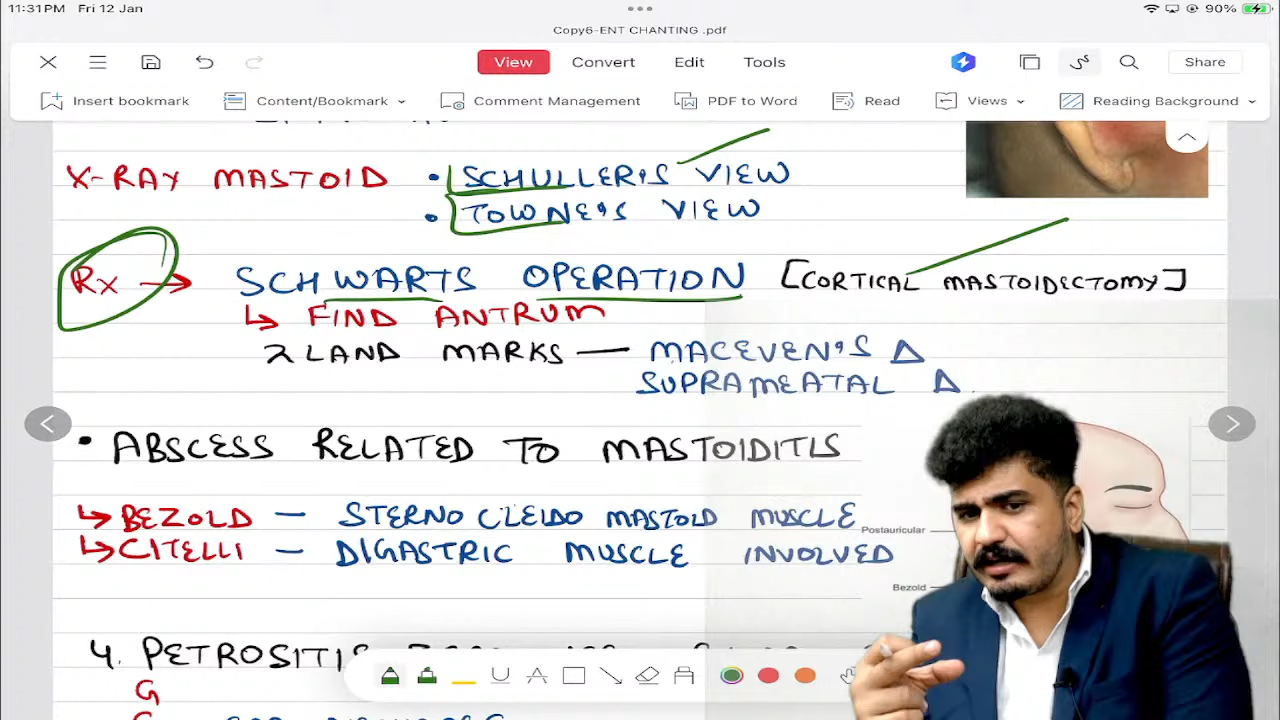 11:31PM Fri 12 Jan
90%
Copy6-ENT CHANTING .pdf
View Convert Edit Tools
Share
Insert bookmark Content/Bookmark Comment Management PDF to Word Read Views Reading Background
X-RAY MASTOID • SCHULLER'S VIEW
• TOWNE'S VIEW
Rx → SCHWARTS OPERATION [CORTICAL MASTOIDECTOMY]
↳ FIND ANTRUM
2 LAND MARKS — MACEVEN'S Δ
SUPRAMEATAL Δ
• ABSCESS RELATED TO MASTOIDITIS
↳ BEZOLD – STERNO CLEIDO MASTOID MUSCLE
Postauricular
↳ CITELLI – DIGASTRIC MUSCLE INVOLVED
Bezold
4. PETROSITIS
G